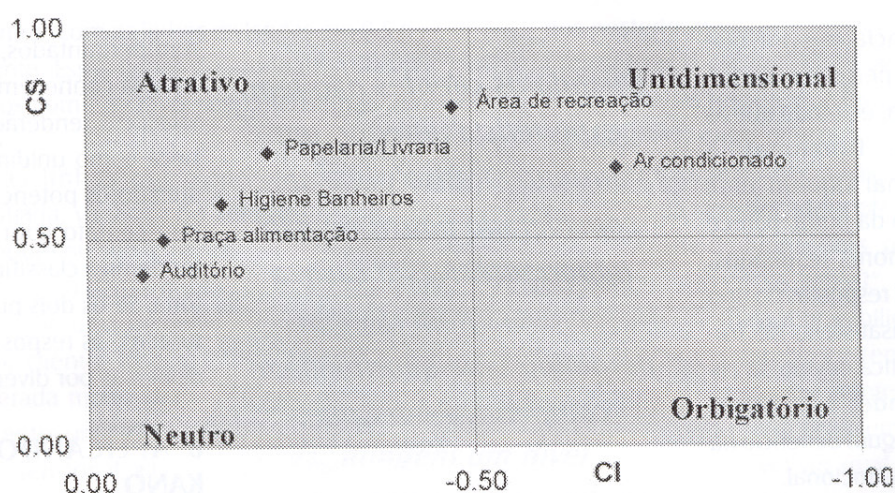 1.00
CS
Atrativo
Unidimensional
Área de recreação
Papelaria/Livraria
Ar condicionado
Higiene Banheiros
0.50
Praça alimentação
Auditório
Neutro
Orbigatório
0.00
0.00
-0.50
CI
-1.00